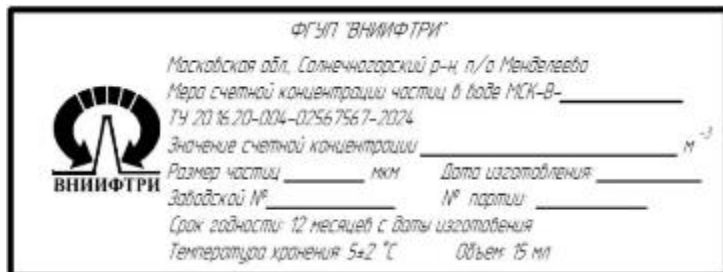 ФГУП "ВНИИФТРИ"
Московская обл., Солнечногорский р-н, п/о Менделеево
Мера счетной концентрации частиц в воде МСК-В-
ТУ 20.16.20-004-02567567-2024
Значение счетной концентрации м⁻³
Размер частиц мкм Дата изготовления:
ВНИИФТРИ
Заводской № № партии:
Срок годности: 12 месяцев с даты изготовления
Температура хранения: 5±2 °С Объем: 15 мл